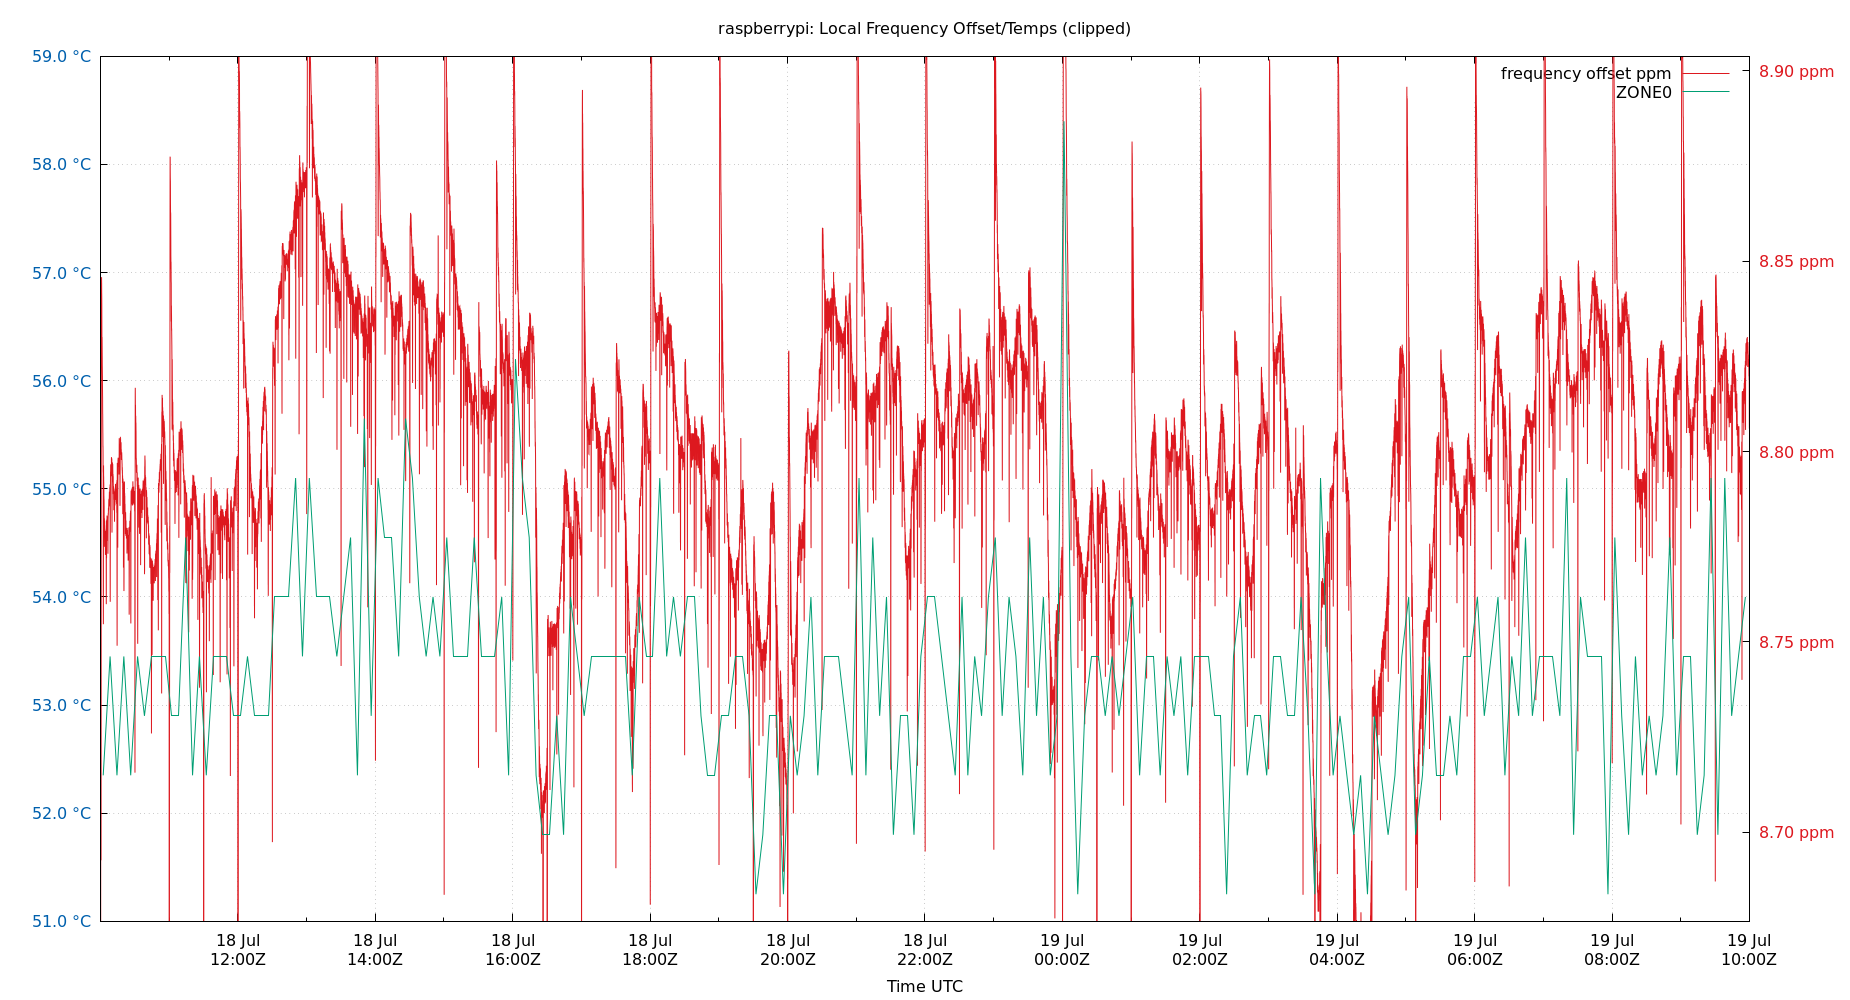 raspberrypi: Local Frequency Offset/Temps (clipped)
59.0 °C
58.0 °C
57.0 °C
56.0 °C
55.0 °C
54.0 °C
53.0 °C
52.0 °C
51.0 °C
frequency offset ppm
ZONE0
8.90 ppm
8.85 ppm
8.80 ppm
8.75 ppm
8.70 ppm
18 Jul 18 Jul 18 Jul 18 Jul 18 Jul 18 Jul 19 Jul 19 Jul 19 Jul 19 Jul 19 Jul 19 Jul
12:00Z 14:00Z 16:00Z 18:00Z 20:00Z 22:00Z 00:00Z 02:00Z 04:00Z 06:00Z 08:00Z 10:00Z
Time UTC